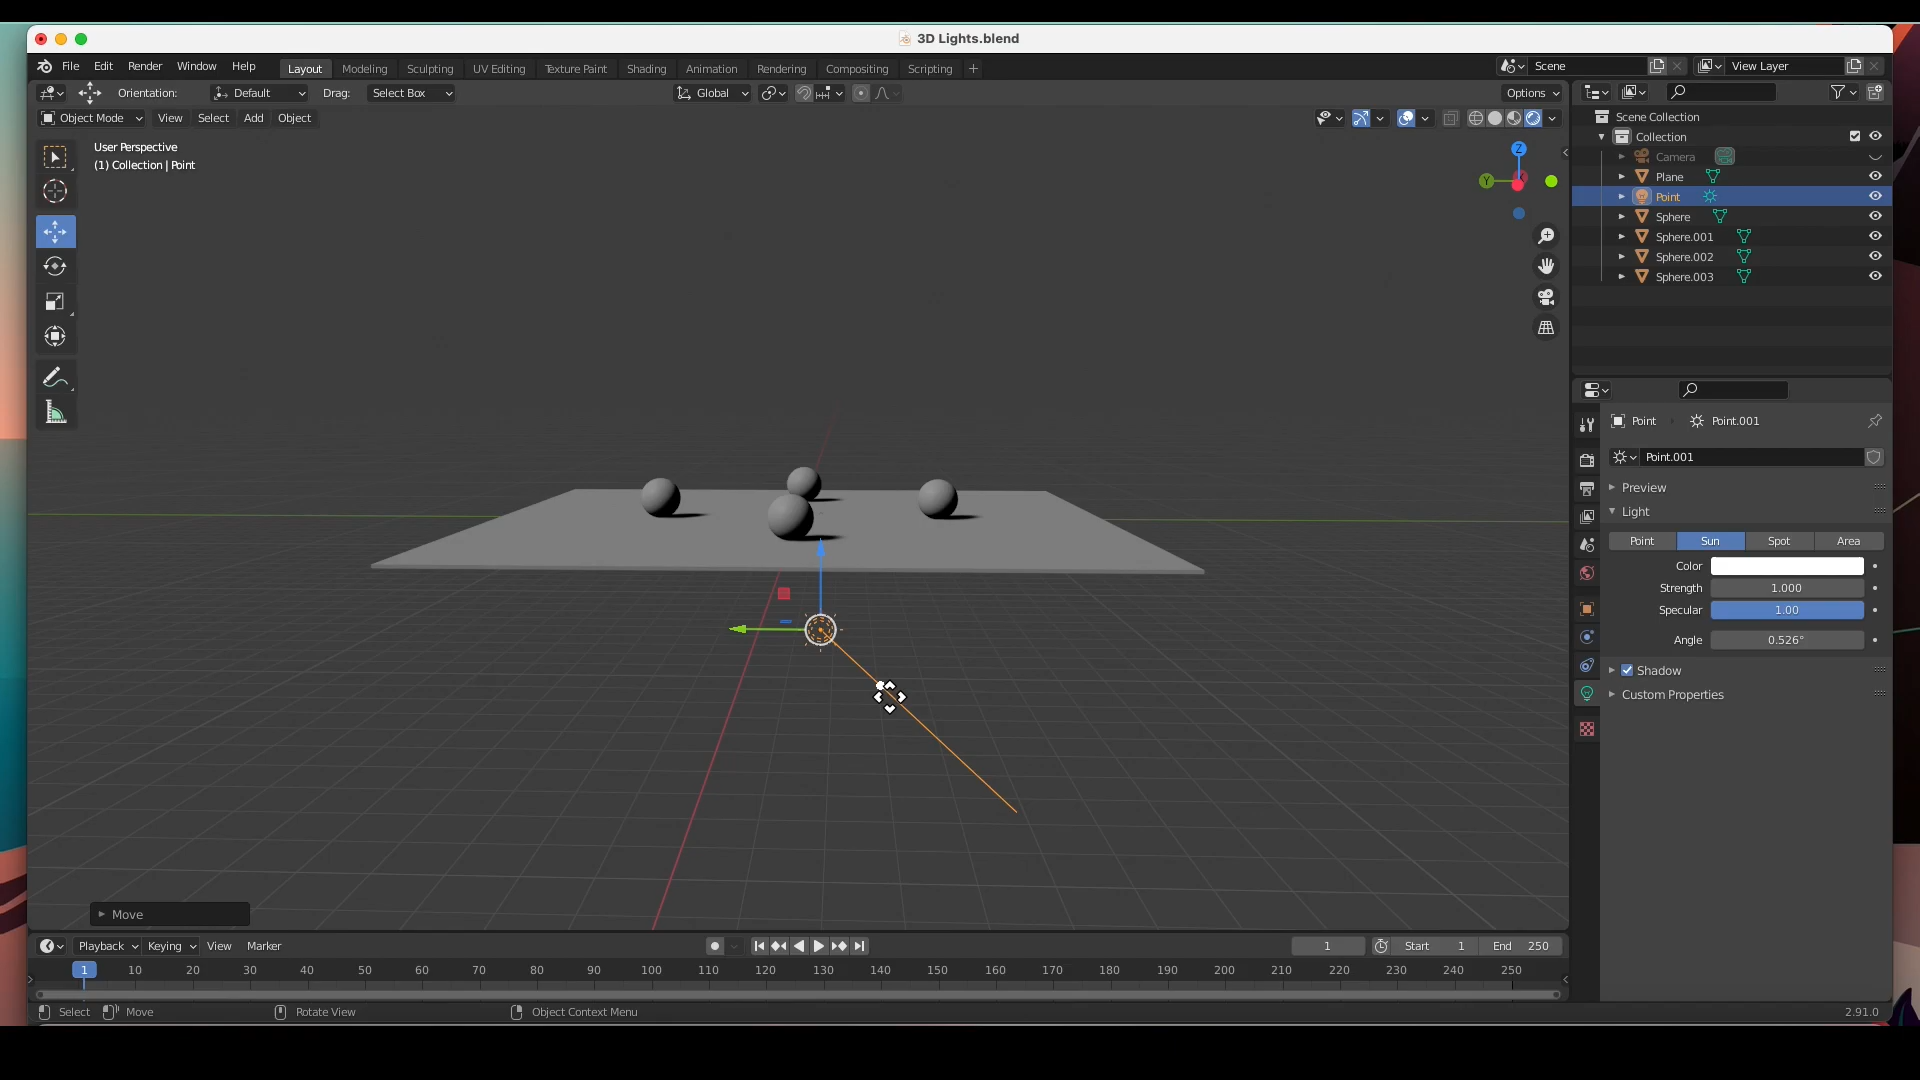 3D Lights.blend
File Edit Render Window Help Layout Modeling Sculpting UV Editing Texture Paint Shading Animation Rendering Compositing Scripting + Scene View Layer
Orientation: Default Drag: Select Box Global Options
Object Mode View Select Add Object
User Perspective
(1) Collection | Point
Z
Y
Scene Collection
Collection
Camera
Plane
Point
Sphere
Sphere.001
Sphere.002
Sphere.003
Point Point.001
Point.001
Preview
Light
Point Sun Spot Area
Color
Strength 1.000
Specular 1.00
Angle 0.526°
Shadow
Custom Properties
Move
Playback Keying View Marker 1 Start 1 End 250
1 10 20 30 40 50 60 70 80 90 100 110 120 130 140 150 160 170 180 190 200 210 220 230 240 250
Select Move Rotate View Object Context Menu 2.91.0